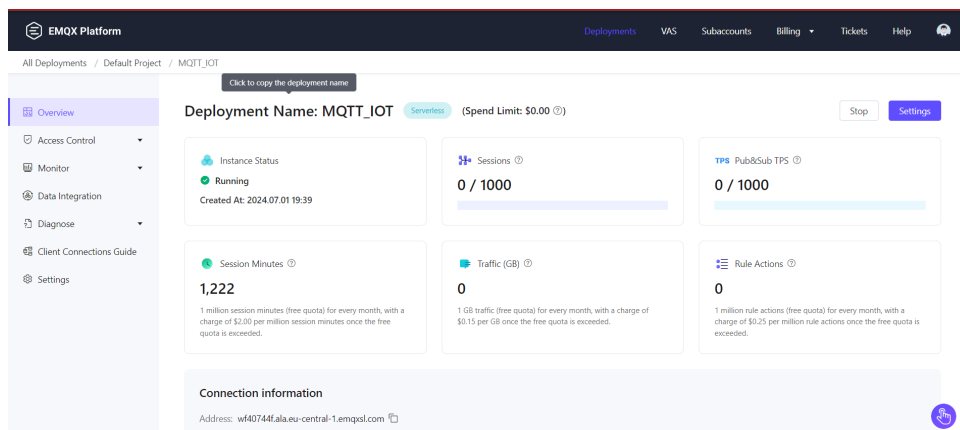 EMQX Platform
Deployments
VAS
Subaccounts
Billing
Tickets
Help
All Deployments / Default Project / MQTT_IOT
Click to copy the deployment name
Overview
Access Control
Monitor
Data Integration
Diagnose
Client Connections Guide
Settings
Deployment Name: MQTT_IOT
Serverless
(Spend Limit: $0.00 ?)
Stop
Settings
Instance Status
Running
Created At: 2024.07.01 19:39
Sessions ?
0 / 1000
TPS Pub&Sub TPS ?
0 / 1000
Session Minutes ?
1,222
1 million session minutes (free quota) for every month, with a
charge of $2.00 per million session minutes once the free
quota is exceeded.
Traffic (GB) ?
0
1 GB traffic (free quota) for every month, with a charge of
$0.15 per GB once the free quota is exceeded.
Rule Actions ?
0
1 million rule actions (free quota) for every month, with a
charge of $0.25 per million rule actions once the free quota is
exceeded.
Connection information
Address: wf40744f.ala.eu-central-1.emqxsl.com